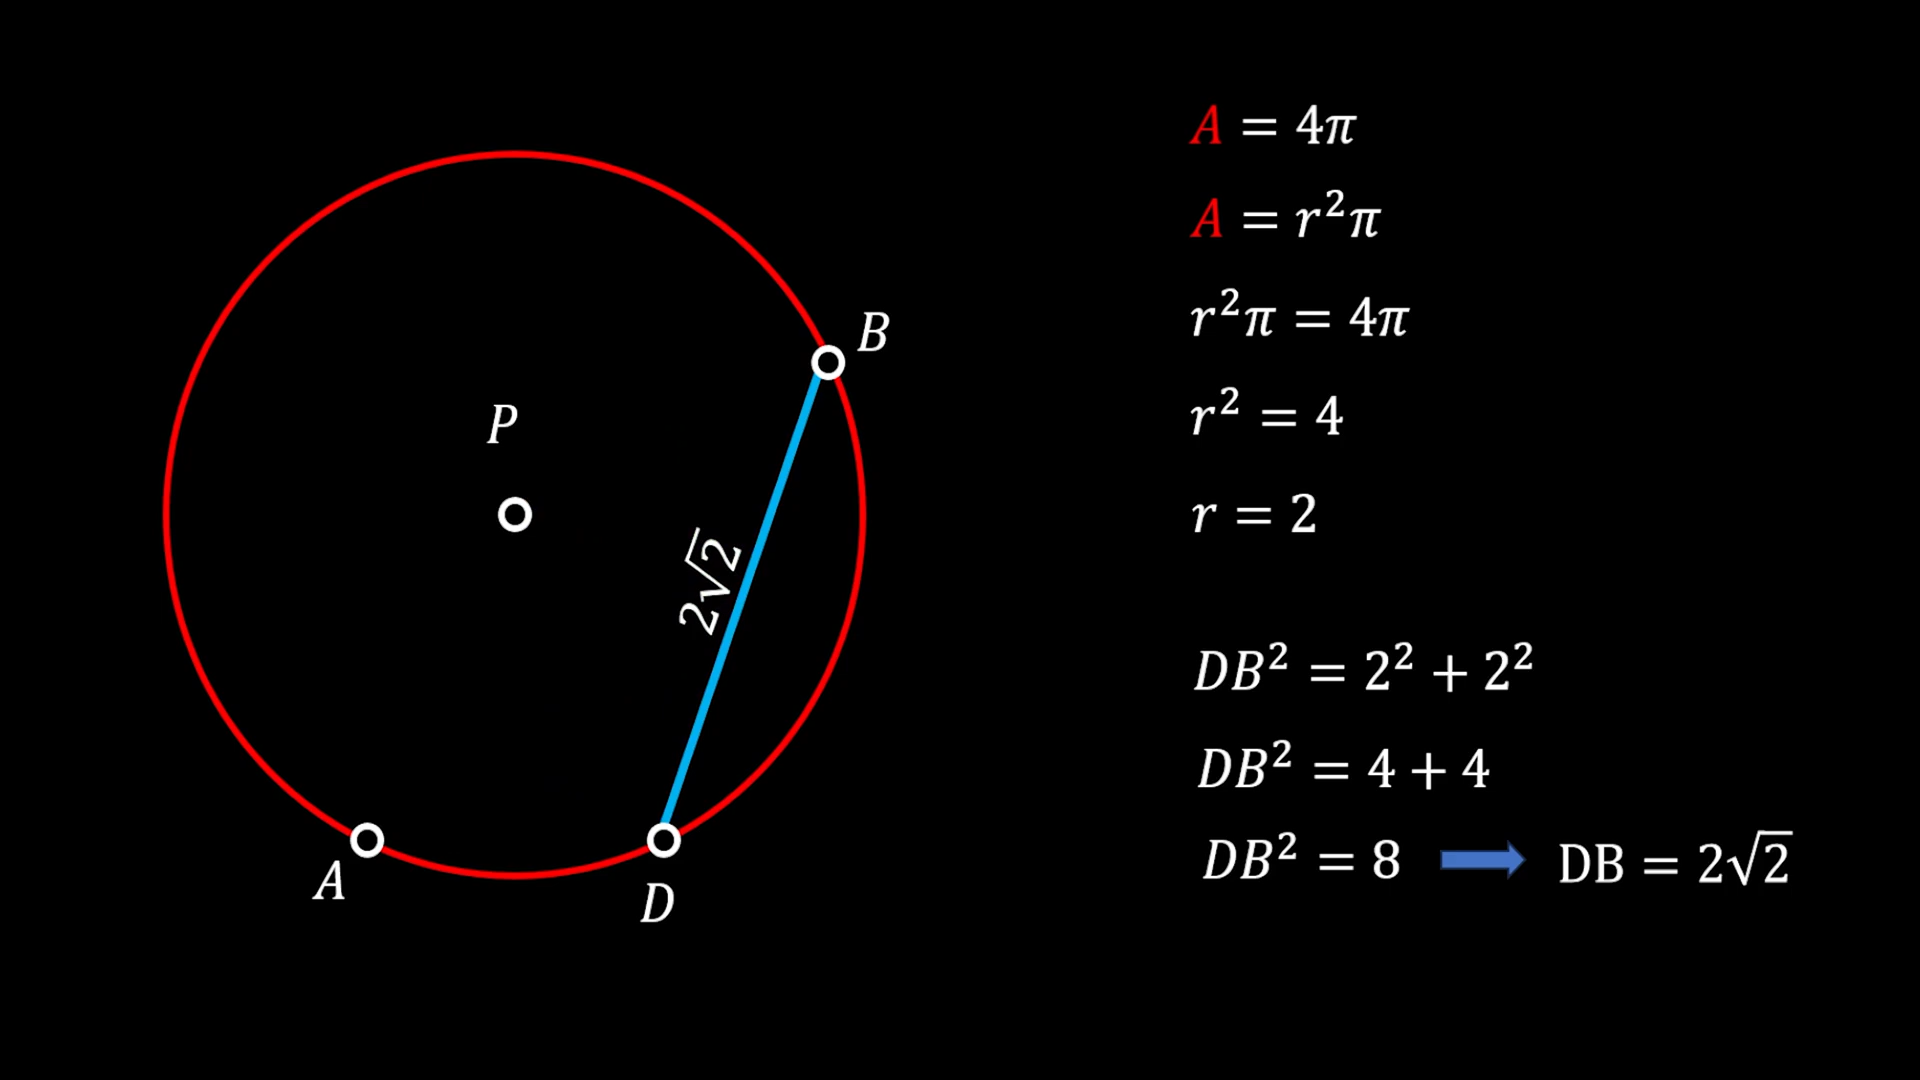 A = 4π
A = r²π
r²π = 4π
r² = 4
r = 2
B
P
2√2
A
D
DB² = 2² + 2²
DB² = 4 + 4
DB² = 8
DB = 2√2